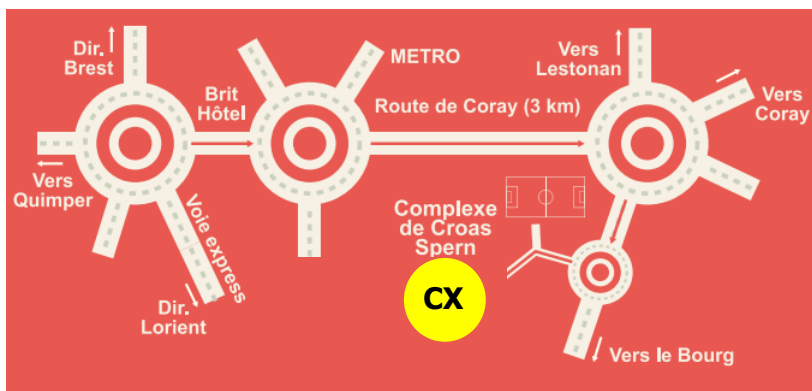 Dir.
Brest
Brit
Hôtel
METRO
Route de Coray (3 km)
Vers
Lestonan
Vers
Coray
Vers
Quimper
Voie express
Dir.
Lorient
Complexe
de Croas
Spern
CX
Vers le Bourg